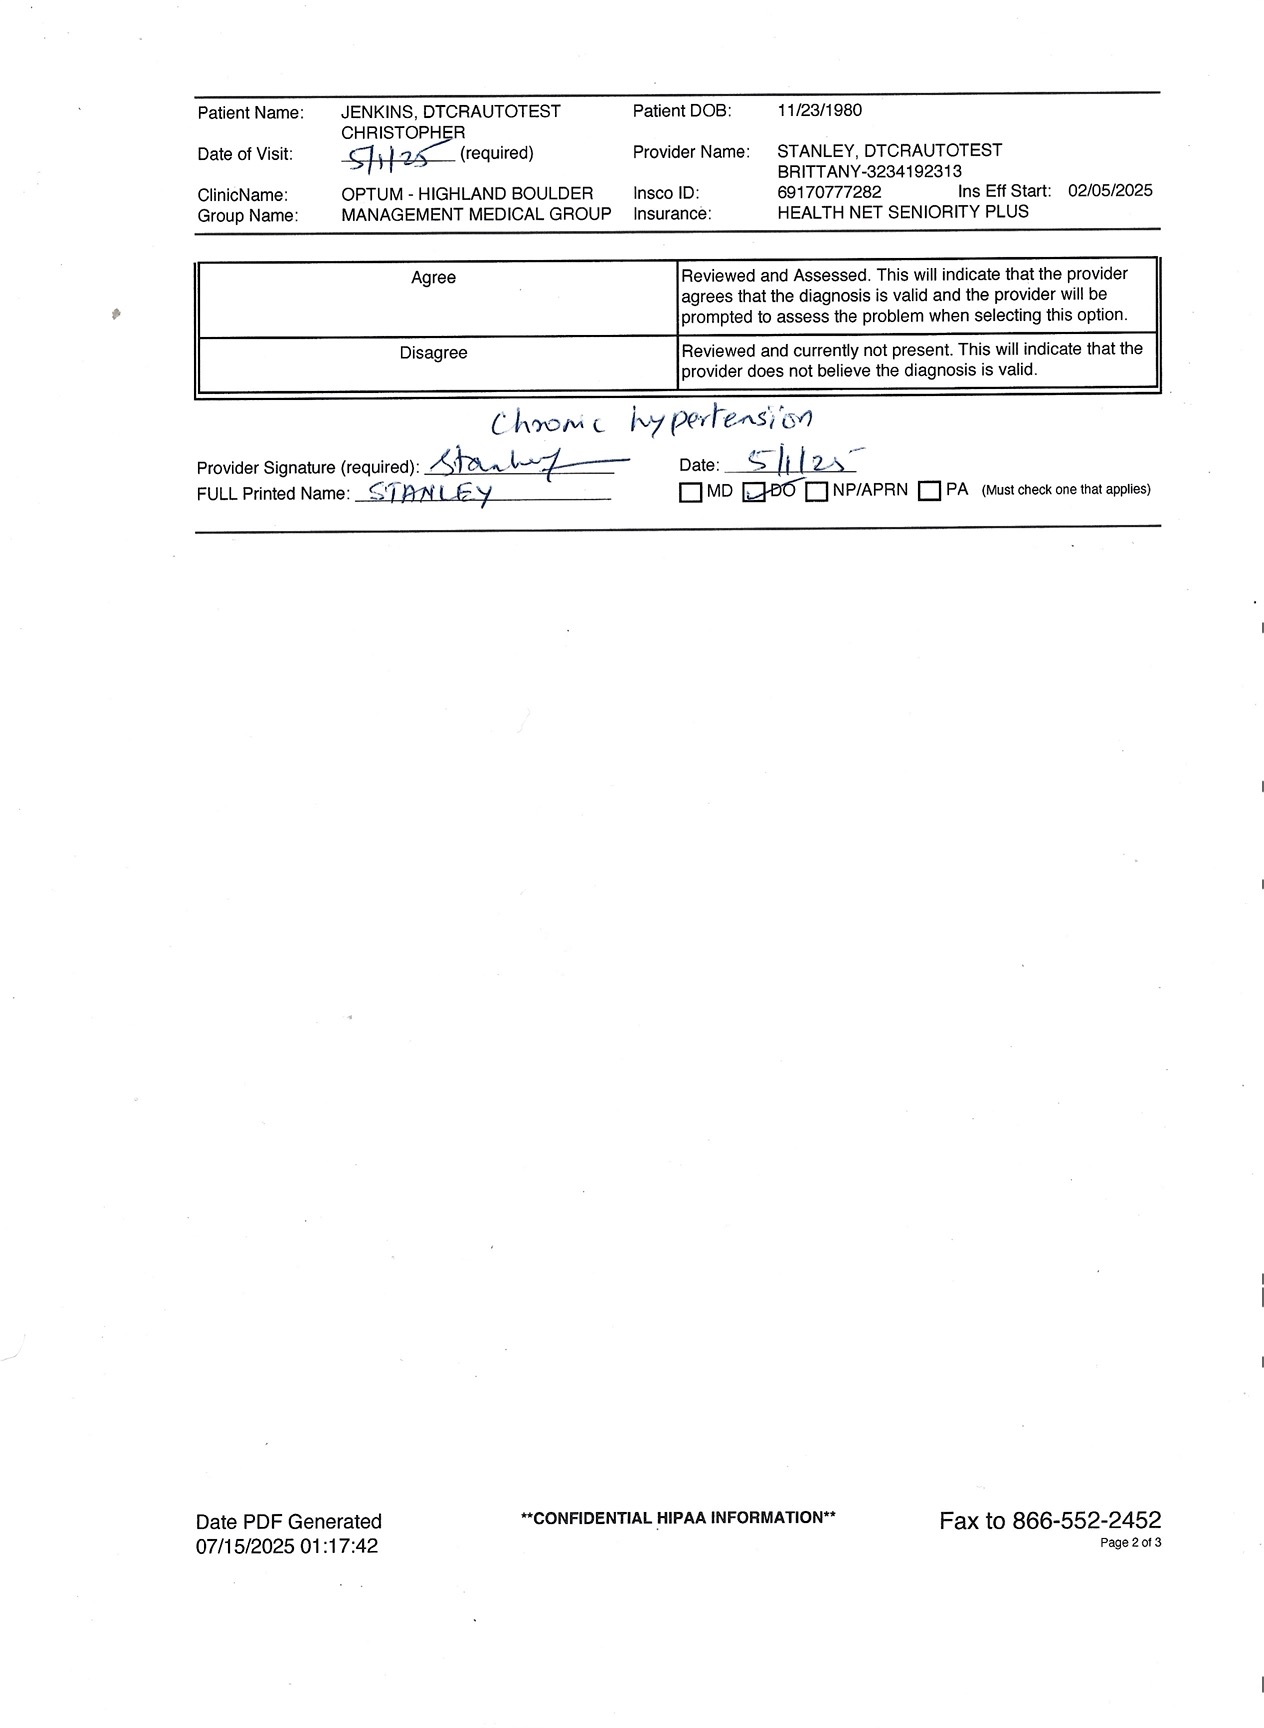 Patient Name: JENKINS, DTCRAUTOTEST Patient DOB: 11/23/1980
CHRISTOPHER
Date of Visit: 5/1/25 (required) Provider Name: STANLEY, DTCRAUTOTEST
BRITTANY-3234192313
ClinicName: OPTUM - HIGHLAND BOULDER Insco ID: 69170777282 Ins Eff Start: 02/05/2025
Group Name: MANAGEMENT MEDICAL GROUP Insurance: HEALTH NET SENIORITY PLUS
Agree
Reviewed and Assessed. This will indicate that the provider
agrees that the diagnosis is valid and the provider will be
prompted to assess the problem when selecting this option.
Disagree
Reviewed and currently not present. This will indicate that the
provider does not believe the diagnosis is valid.
Chronic hypertension
Provider Signature (required): Stanley Date: 5/1/25
FULL Printed Name: STANLEY MD DO NP/APRN PA (Must check one that applies)
Date PDF Generated
07/15/2025 01:17:42
**CONFIDENTIAL HIPAA INFORMATION**
Fax to 866-552-2452
Page 2 of 3